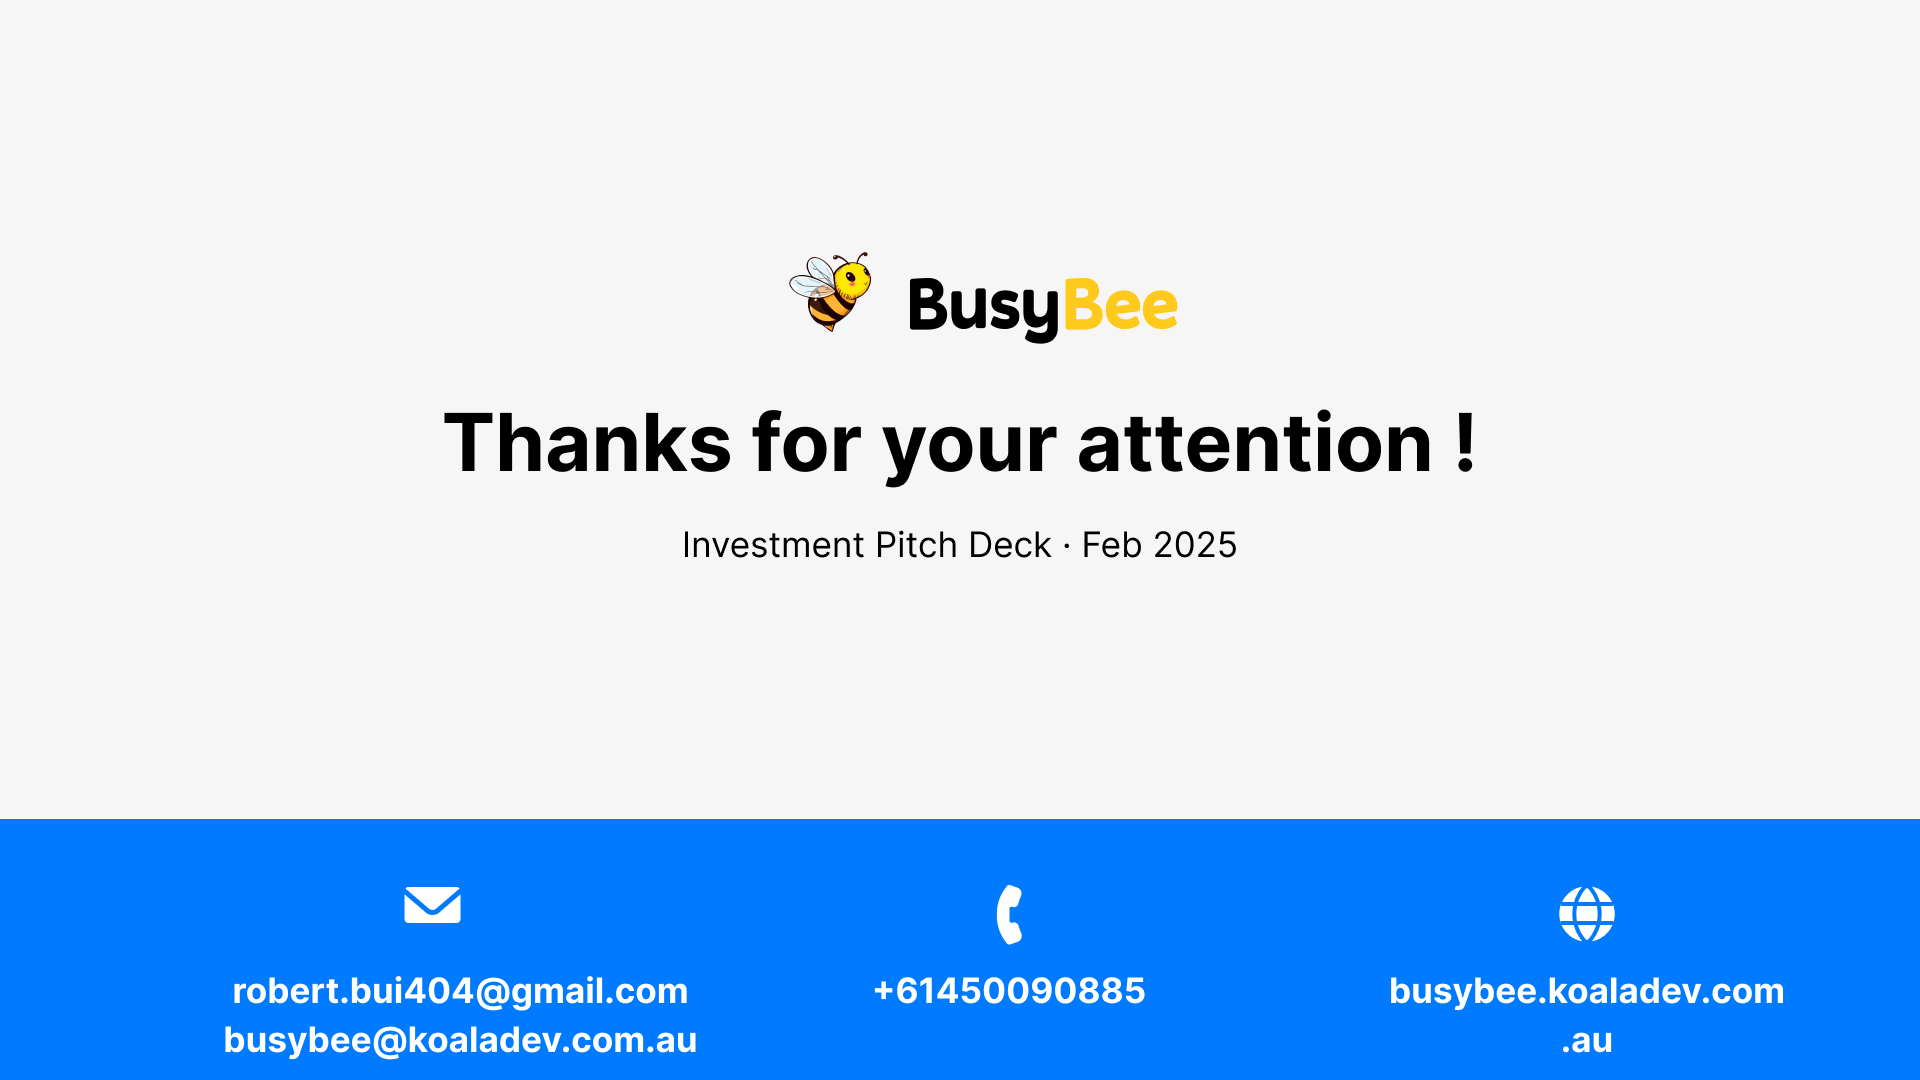 BusyBee
Thanks for your attention !
Investment Pitch Deck · Feb 2025
robert.bui404@gmail.com
busybee@koaladev.com.au
+61450090885
busybee.koaladev.com
.au